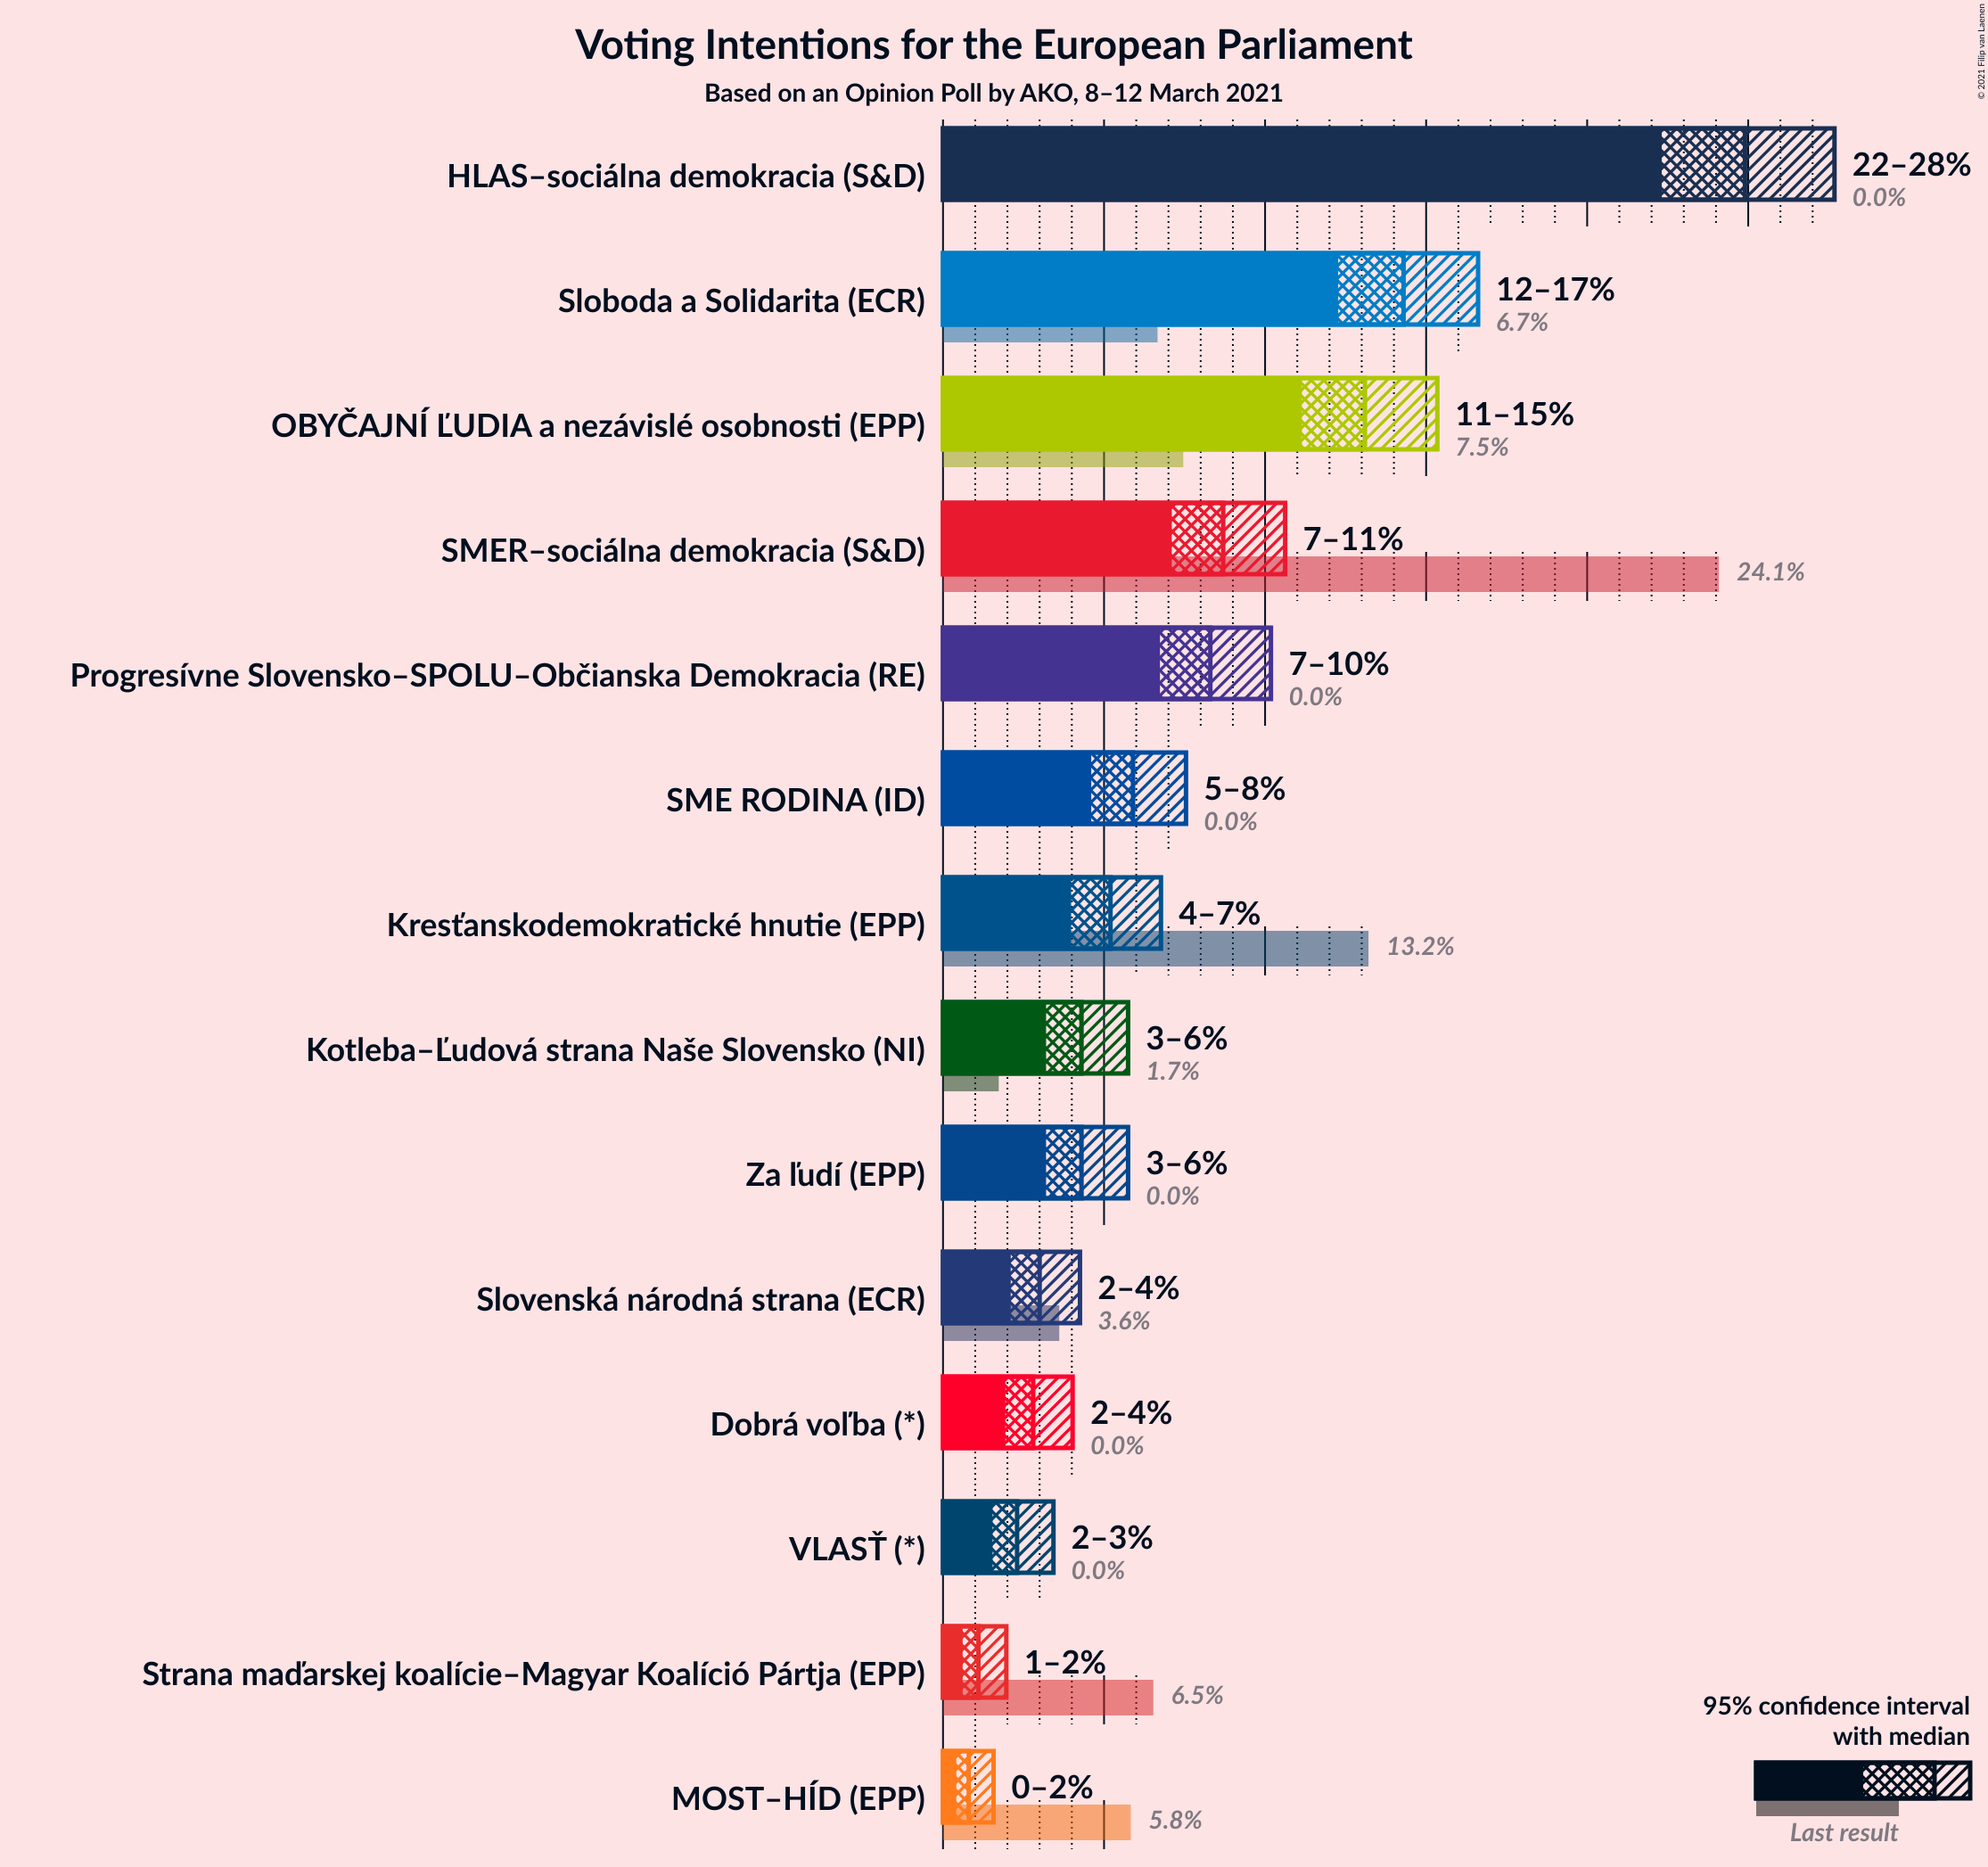 Voting Intentions for the European Parliament
Based on an Opinion Poll by AKO, 8–12 March 2021
© 2021 Filip van Laenen
HLAS–sociálna demokracia (S&D)
22–28%
0.0%
Sloboda a Solidarita (ECR)
12–17%
6.7%
OBYČAJNÍ ĽUDIA a nezávislé osobnosti (EPP)
11–15%
7.5%
SMER–sociálna demokracia (S&D)
7–11%
24.1%
Progresívne Slovensko–SPOLU–Občianska Demokracia (RE)
7–10%
0.0%
SME RODINA (ID)
5–8%
0.0%
Kresťanskodemokratické hnutie (EPP)
4–7%
13.2%
Kotleba–Ľudová strana Naše Slovensko (NI)
3–6%
1.7%
Za ľudí (EPP)
3–6%
0.0%
Slovenská národná strana (ECR)
2–4%
3.6%
Dobrá voľba (*)
2–4%
0.0%
VLASŤ (*)
2–3%
0.0%
Strana maďarskej koalície–Magyar Koalíció Pártja (EPP)
1–2%
6.5%
MOST–HÍD (EPP)
0–2%
5.8%
95% confidence interval
with median
Last result